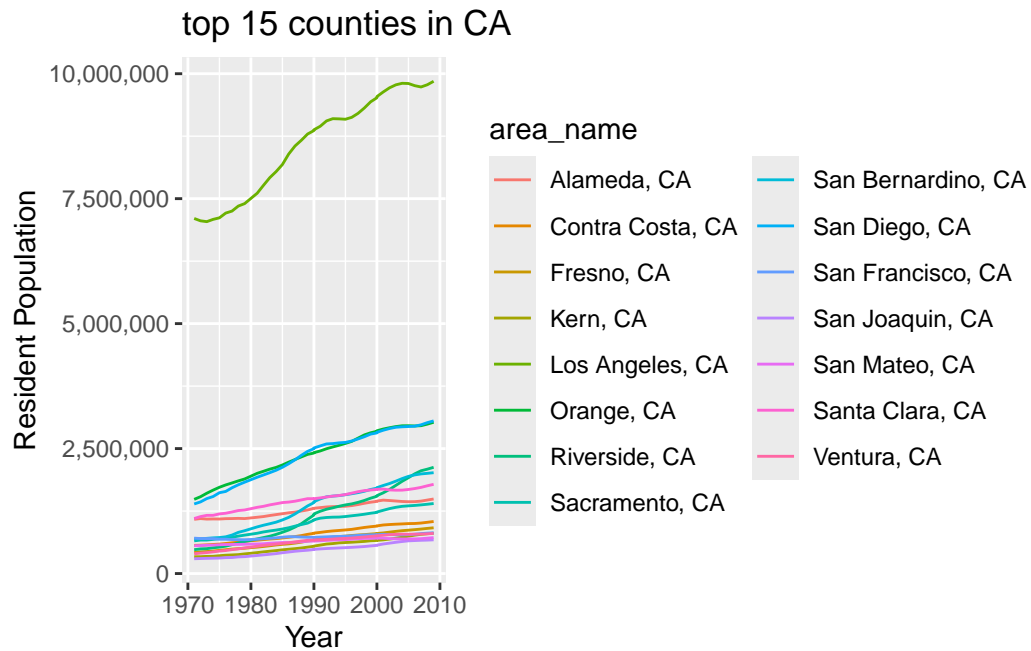 top 15 counties in CA
10,000,000
7,500,000
5,000,000
2,500,000
0
Resident Population
1970 1980 1990 2000 2010
Year
area_name
Alameda, CA
Contra Costa, CA
Fresno, CA
Kern, CA
Los Angeles, CA
Orange, CA
Riverside, CA
Sacramento, CA
San Bernardino, CA
San Diego, CA
San Francisco, CA
San Joaquin, CA
San Mateo, CA
Santa Clara, CA
Ventura, CA